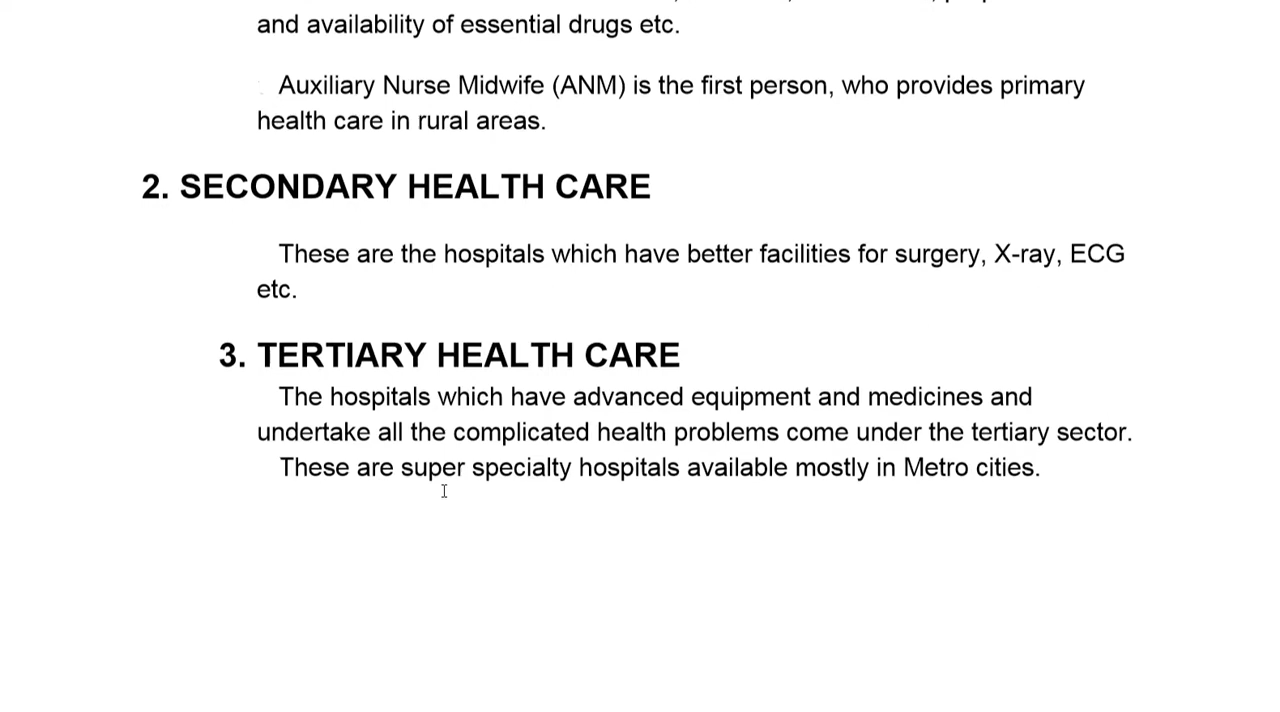 and availability of essential drugs etc.
Auxiliary Nurse Midwife (ANM) is the first person, who provides primary
health care in rural areas.
2. SECONDARY HEALTH CARE
These are the hospitals which have better facilities for surgery, X-ray, ECG
etc.
3. TERTIARY HEALTH CARE
The hospitals which have advanced equipment and medicines and
undertake all the complicated health problems come under the tertiary sector.
These are super specialty hospitals available mostly in Metro cities.